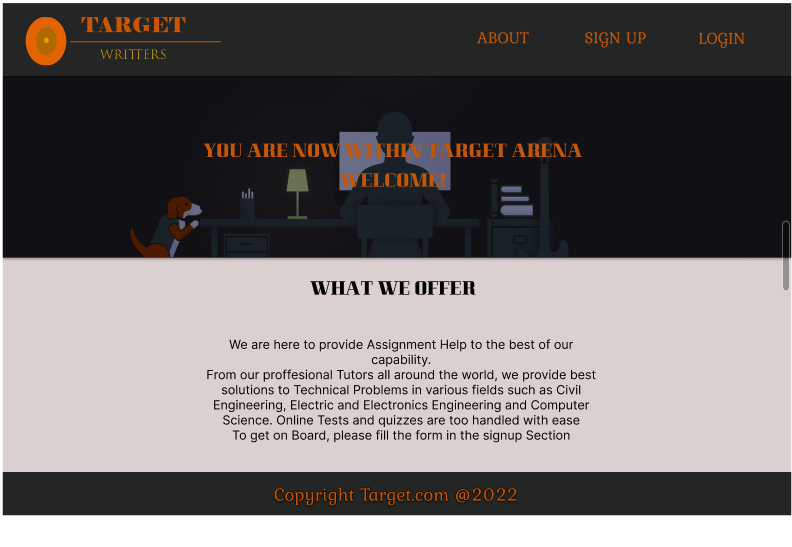 TARGET
WRITTERS
ABOUT
SIGN UP
LOGIN
YOU ARE NOW WITHIN TARGET ARENA
WELCOME!
WHAT WE OFFER
We are here to provide Assignment Help to the best of our
capability.
From our proffesional Tutors all around the world, we provide best
solutions to Technical Problems in various fields such as Civil
Engineering, Electric and Electronics Engineering and Computer
Science. Online Tests and quizzes are too handled with ease
To get on Board, please fill the form in the signup Section
Copyright Target.com @2022